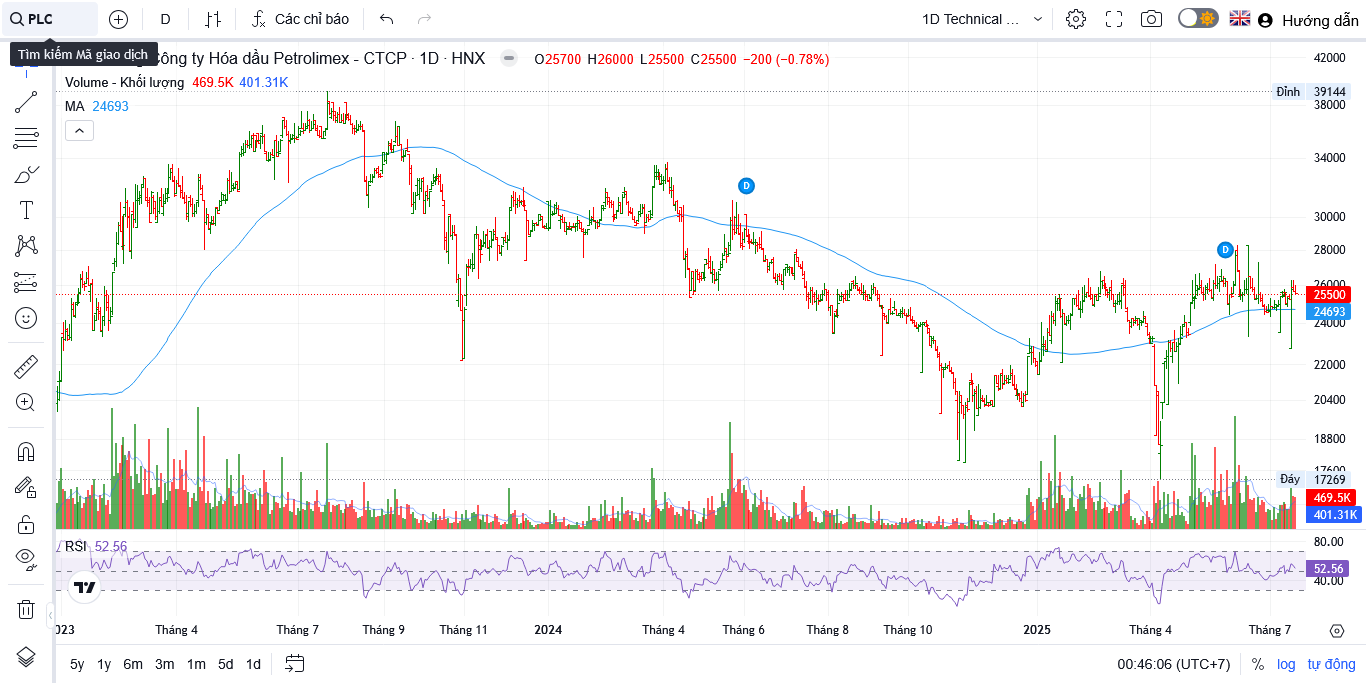 PLC D Các chỉ báo 1D Technical ... Hướng dẫn
Tìm kiếm Mã giao dịch
Công ty Hóa dầu Petrolimex - CTCP · 1D · HNX O25700 H26000 L25500 C25500 −200 (−0.78%)
Volume - Khối lượng 469.5K 401.31K
MA 24693
42000
Đỉnh 39144
38000
34000
30000
D
28000
D
26000
25500
24693
24000
22000
20400
18800
17600
Đáy 17269
469.5K
401.31K
RSI 52.56
80.00
52.56
40.00
023 Tháng 4 Tháng 7 Tháng 9 Tháng 11 2024 Tháng 4 Tháng 6 Tháng 8 Tháng 10 2025 Tháng 4 Tháng 7
5y 1y 6m 3m 1m 5d 1d 00:46:06 (UTC+7) % log tự động